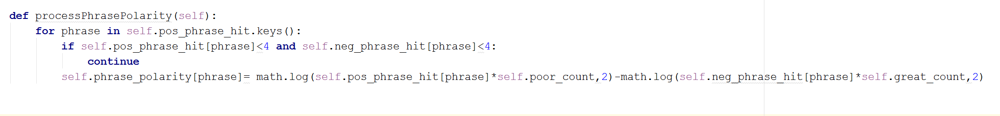 def processPhrasePolarity(self):
    for phrase in self.pos_phrase_hit.keys():
        if self.pos_phrase_hit[phrase]<4 and self.neg_phrase_hit[phrase]<4:
            continue
        self.phrase_polarity[phrase]= math.log(self.pos_phrase_hit[phrase]*self.poor_count,2)-math.log(self.neg_phrase_hit[phrase]*self.great_count,2)